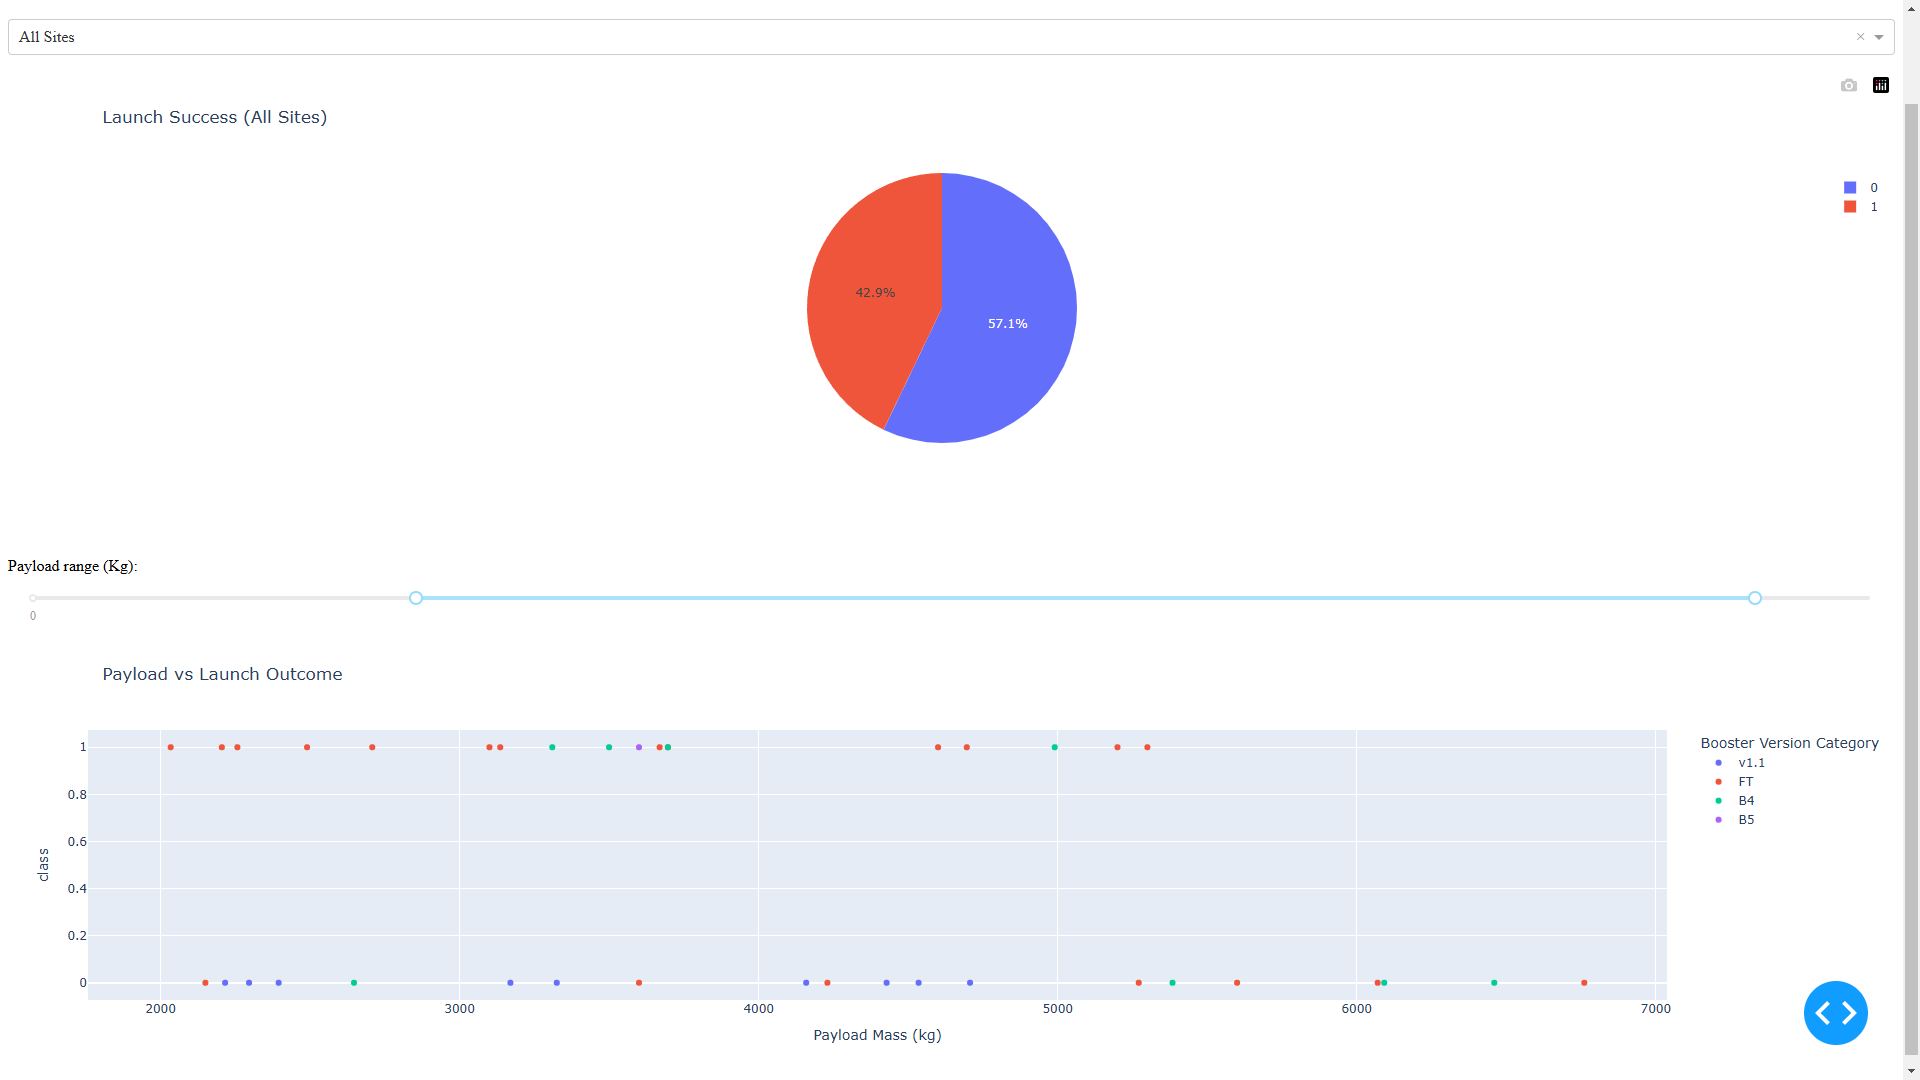 All Sites
Launch Success (All Sites)
0
1
42.9%
57.1%
Payload range (Kg):
0
Payload vs Launch Outcome
Booster Version Category
v1.1
FT
B4
B5
1
0.8
0.6
0.4
0.2
0
class
2000 3000 4000 5000 6000 7000
Payload Mass (kg)